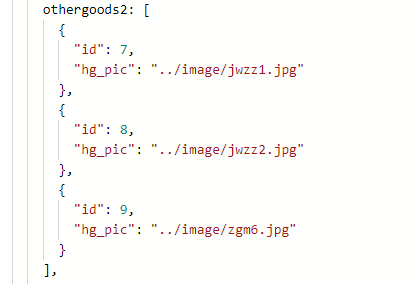 othergoods2: [
{
"id": 7,
"hg_pic": "../image/jwzz1.jpg"
},
{
"id": 8,
"hg_pic": "../image/jwzz2.jpg"
},
{
"id": 9,
"hg_pic": "../image/zgm6.jpg"
}
],